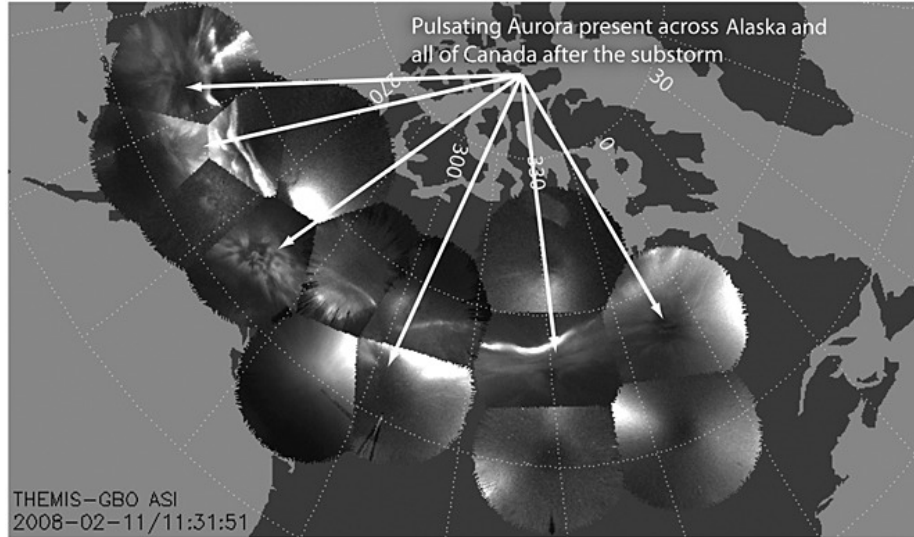 Pulsating Aurora present across Alaska and
all of Canada after the substorm
270
30
300
330
0
THEMIS-GBO ASI
2008-02-11/11:31:51